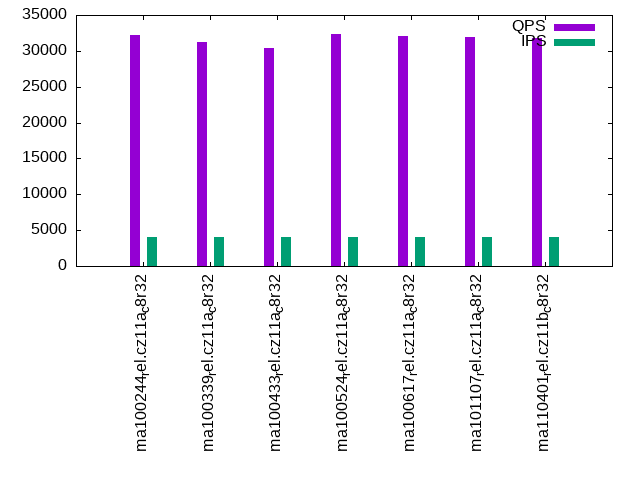 QPS
IPS
35000
30000
25000
20000
15000
10000
5000
0
ma100244rel.cz11ac8r32
ma100339rel.cz11ac8r32
ma100433rel.cz11ac8r32
ma100524rel.cz11ac8r32
ma100617rel.cz11ac8r32
ma101107rel.cz11ac8r32
ma110401rel.cz11bc8r32